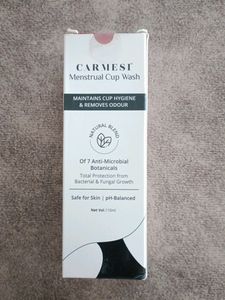 CARMESI
Menstrual Cup Wash
MAINTAINS CUP HYGIENE
& REMOVES ODOUR
NATURAL BLEND
Of 7 Anti-Microbial
Botanicals
Total Protection from
Bacterial & Fungal Growth
Safe for Skin | pH-Balanced